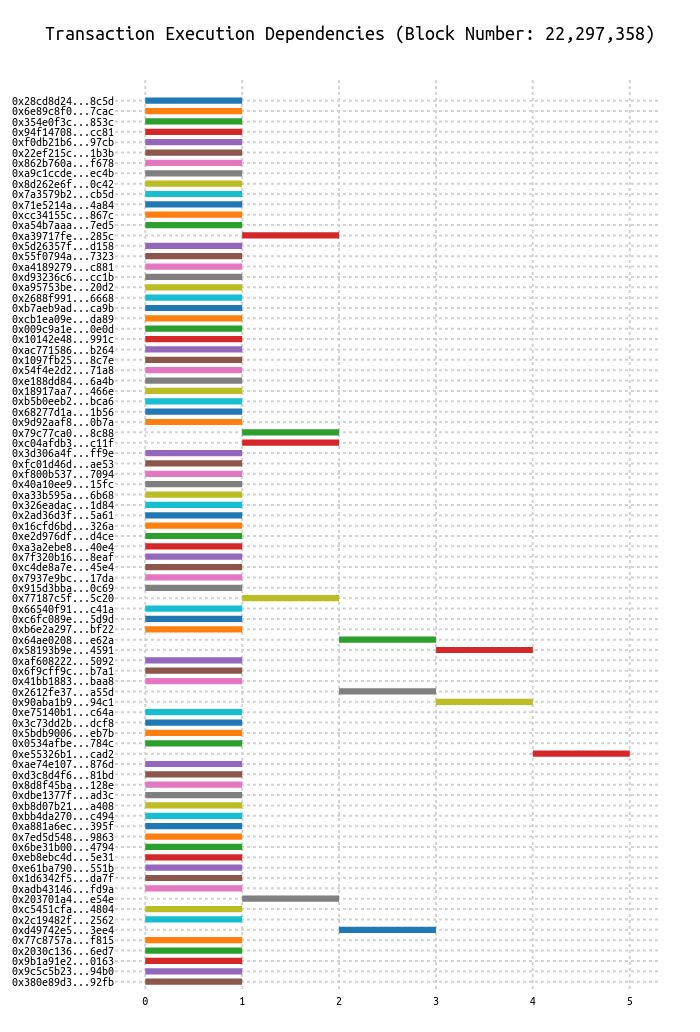 Transaction Execution Dependencies (Block Number: 22,297,358)
0x28cd8d24...8c5d
0x6e89c8f0...7cac
0x354e0f3c...853c
0x94f14708...cc81
0xf0db21b6...97cb
0x22ef215c...1b3b
0x862b760a...f678
0xa9c1ccde...ec4b
0x8d262e6f...0c42
0x7a3579b2...cb5d
0x71e5214a...4a84
0xcc34155c...867c
0xa54b7aaa...7ed5
0xa39717fe...285c
0x5d26357f...d158
0x55f0794a...7323
0xa4189279...c881
0xd93236c6...cc1b
0xa95753be...20d2
0x2688f991...6668
0xb7aeb9ad...ca9b
0xcb1ea09e...da89
0x009c9a1e...0e0d
0x10142e48...991c
0xac771586...b264
0x1097fb25...8c7e
0x54f4e2d2...71a8
0xe188dd84...6a4b
0x18917aa7...466e
0xb5b0eeb2...bca6
0x68277d1a...1b56
0x9d92aaf8...0b7a
0x79c77ca0...8c88
0xc04afdb3...c11f
0x3d306a4f...ff9e
0xfc01d46d...ae53
0xf800b537...7094
0x40a10ee9...15fc
0xa33b595a...6b68
0x326eadac...1d84
0x2ad36d3f...5a61
0x16cfd6bd...326a
0xe2d976df...d4ce
0xa3a2ebe8...40e4
0x7f320b16...8eaf
0xc4de8a7e...45e4
0x7937e9bc...17da
0x915d3bba...0c69
0x77187c5f...5c20
0x66540f91...c41a
0xc6fc089e...5d9d
0xb6e2a297...bf22
0x64ae0208...e62a
0x58193b9e...4591
0xaf608222...5092
0x6f9cff9c...b7a1
0x41bb1883...baa8
0x2612fe37...a55d
0x90aba1b9...94c1
0xe75140b1...c64a
0x3c73dd2b...dcf8
0x5bdb9006...eb7b
0x0534afbe...784c
0xe55326b1...cad2
0xae74e107...876d
0xd3c8d4f6...81bd
0x8d8f45ba...128e
0xdbe1377f...ad3c
0xb8d07b21...a408
0xbb4da270...c494
0xa881a6ec...395f
0x7ed5d548...9863
0x6be31b00...4794
0xeb8ebc4d...5e31
0xe61ba790...551b
0x1d6342f5...da7f
0xadb43146...fd9a
0x203701a4...e54e
0xc5451cfa...4804
0x2c19482f...2562
0xd49742e5...3ee4
0x77c8757a...f815
0x2030c136...6ed7
0x9b1a91e2...0163
0x9c5c5b23...94b0
0x380e89d3...92fb
0 1 2 3 4 5